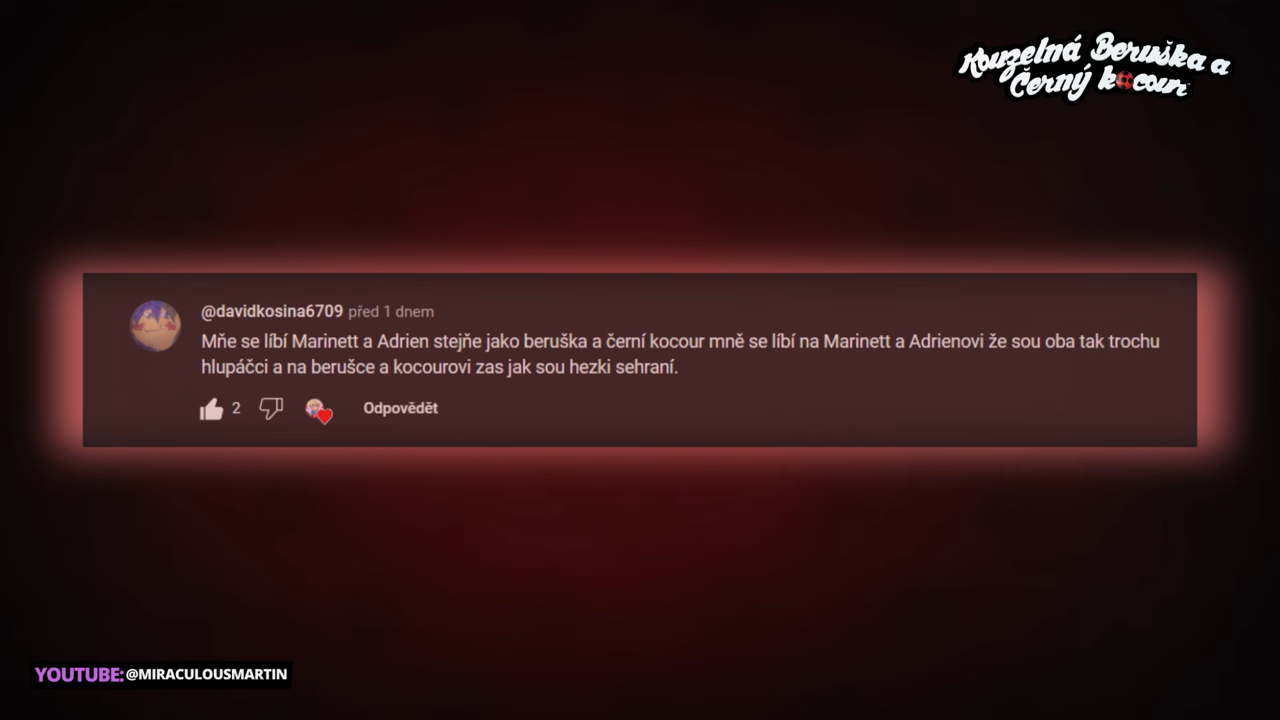 Kouzelná Beruška a
Černý kocour
@davidkosina6709 před 1 dnem
Mňe se líbí Marinett a Adrien stejňe jako beruška a černí kocour mně se líbí na Marinett a Adrienovi že sou oba tak trochu
hlupáčci a na berušce a kocourovi zas jak sou hezki sehraní.
2 Odpovědět
YOUTUBE: @MIRACULOUSMARTIN